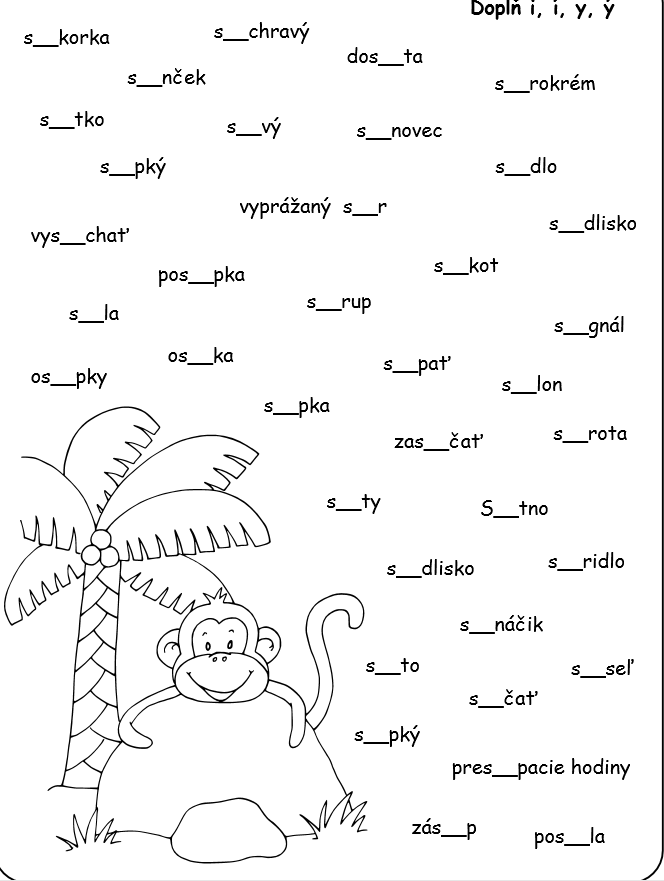 Doplň i, í, y, ý
s__korka
s__chravý
dos__ta
s__nček
s__rokrém
s__tko
s__vý
s__novec
s__pký
s__dlo
vyprážaný s__r
s__dlisko
vys__chať
s__kot
pos__pka
s__rup
s__la
s__gnál
os__ka
s__pať
os__pky
s__lon
s__pka
zas__čať
s__rota
s__ty
S__tno
s__dlisko
s__ridlo
s__náčik
s__to
s__seľ
s__čať
s__pký
pres__pacie hodiny
zás__p
pos__la